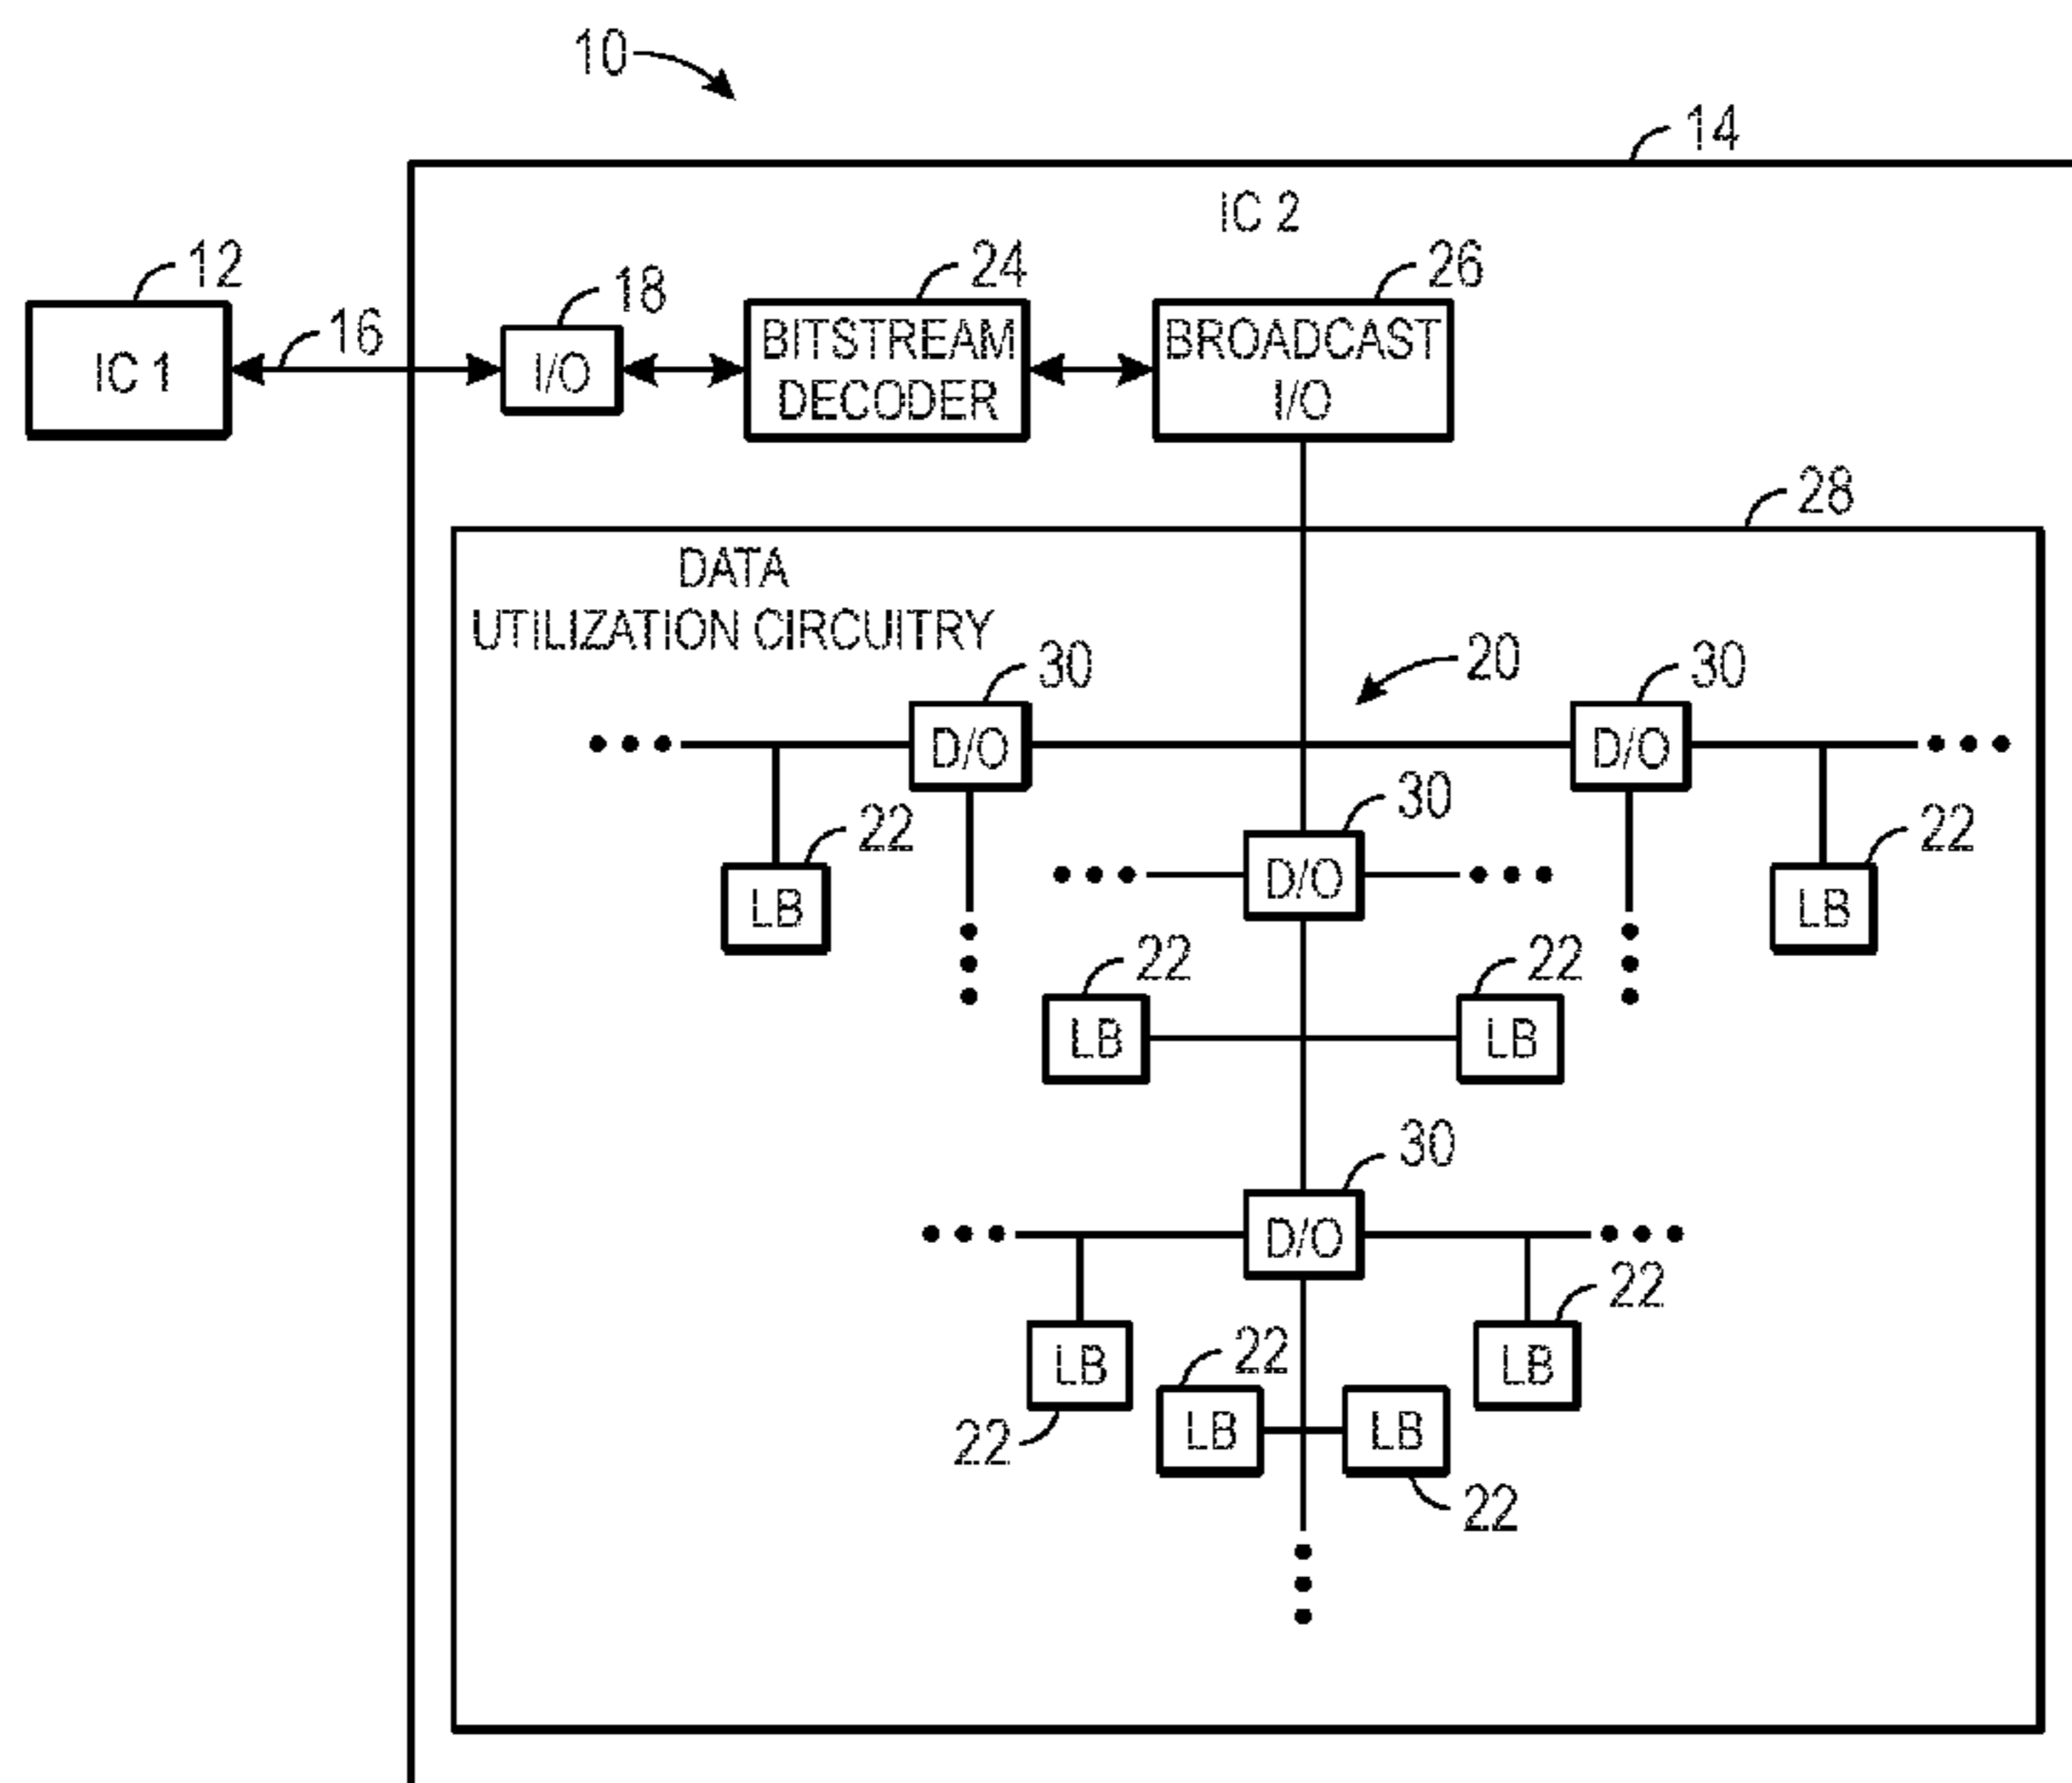 10
14
IC 2
12
18
24
26
16
IC 1
I/O
BITSTREAM
DECODER
BROADCAST
I/O
28
DATA
UTILIZATION CIRCUITRY
20
30
30
D/O
D/O
30
22
22
D/O
LB
LB
22
22
LB
LB
30
D/O
22
22
LB
LB
22
LB
LB
22